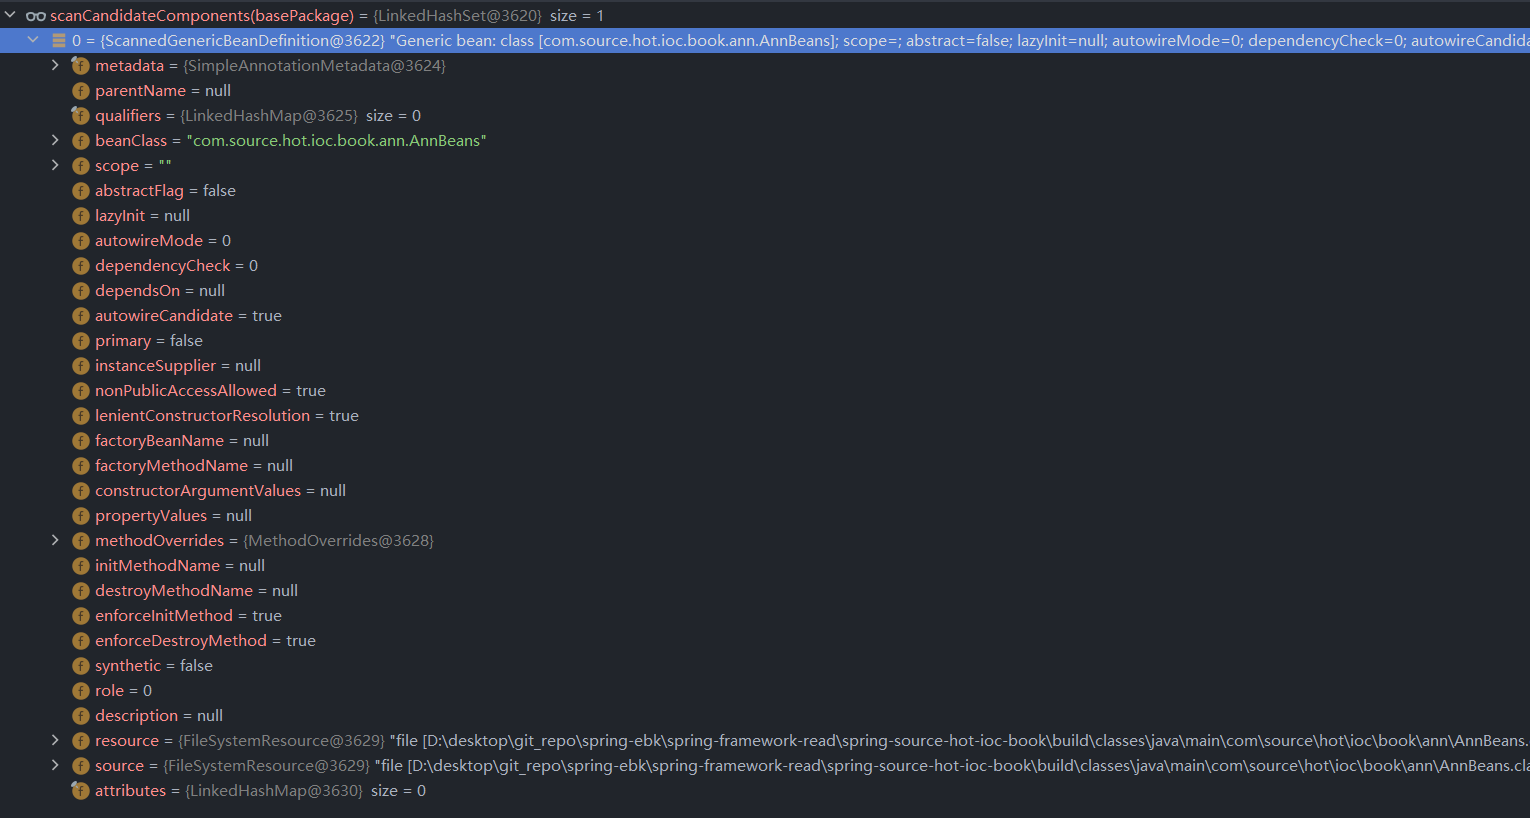 scanCandidateComponents(basePackage) = {LinkedHashSet@3620} size = 1
0 = {ScannedGenericBeanDefinition@3622} "Generic bean: class [com.source.hot.ioc.book.ann.AnnBeans]; scope=; abstract=false; lazyInit=null; autowireMode=0; dependencyCheck=0; autowireCandida
metadata = {SimpleAnnotationMetadata@3624}
parentName = null
qualifiers = {LinkedHashMap@3625} size = 0
beanClass = "com.source.hot.ioc.book.ann.AnnBeans"
scope = ""
abstractFlag = false
lazyInit = null
autowireMode = 0
dependencyCheck = 0
dependsOn = null
autowireCandidate = true
primary = false
instanceSupplier = null
nonPublicAccessAllowed = true
lenientConstructorResolution = true
factoryBeanName = null
factoryMethodName = null
constructorArgumentValues = null
propertyValues = null
methodOverrides = {MethodOverrides@3628}
initMethodName = null
destroyMethodName = null
enforceInitMethod = true
enforceDestroyMethod = true
synthetic = false
role = 0
description = null
resource = {FileSystemResource@3629} "file [D:\desktop\git_repo\spring-ebk\spring-framework-read\spring-source-hot-ioc-book\build\classes\java\main\com\source\hot\ioc\book\ann\AnnBeans.
source = {FileSystemResource@3629} "file [D:\desktop\git_repo\spring-ebk\spring-framework-read\spring-source-hot-ioc-book\build\classes\java\main\com\source\hot\ioc\book\ann\AnnBeans.cla
attributes = {LinkedHashMap@3630} size = 0